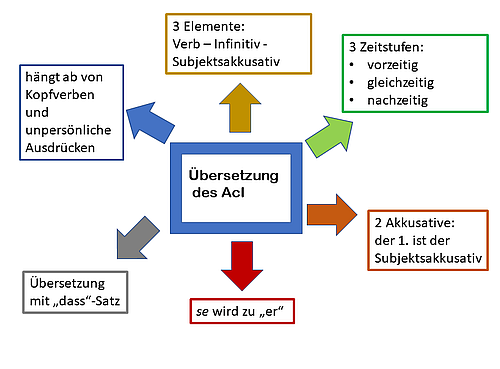 3 Elemente:
Verb – Infinitiv -
Subjektsakkusativ
3 Zeitstufen:
• vorzeitig
• gleichzeitig
• nachzeitig
hängt ab von
Kopfverben
und
unpersönliche
Ausdrücken
Übersetzung
des AcI
2 Akkusative:
der 1. ist der
Subjektsakkusativ
Übersetzung
mit „dass“-Satz
se wird zu „er“